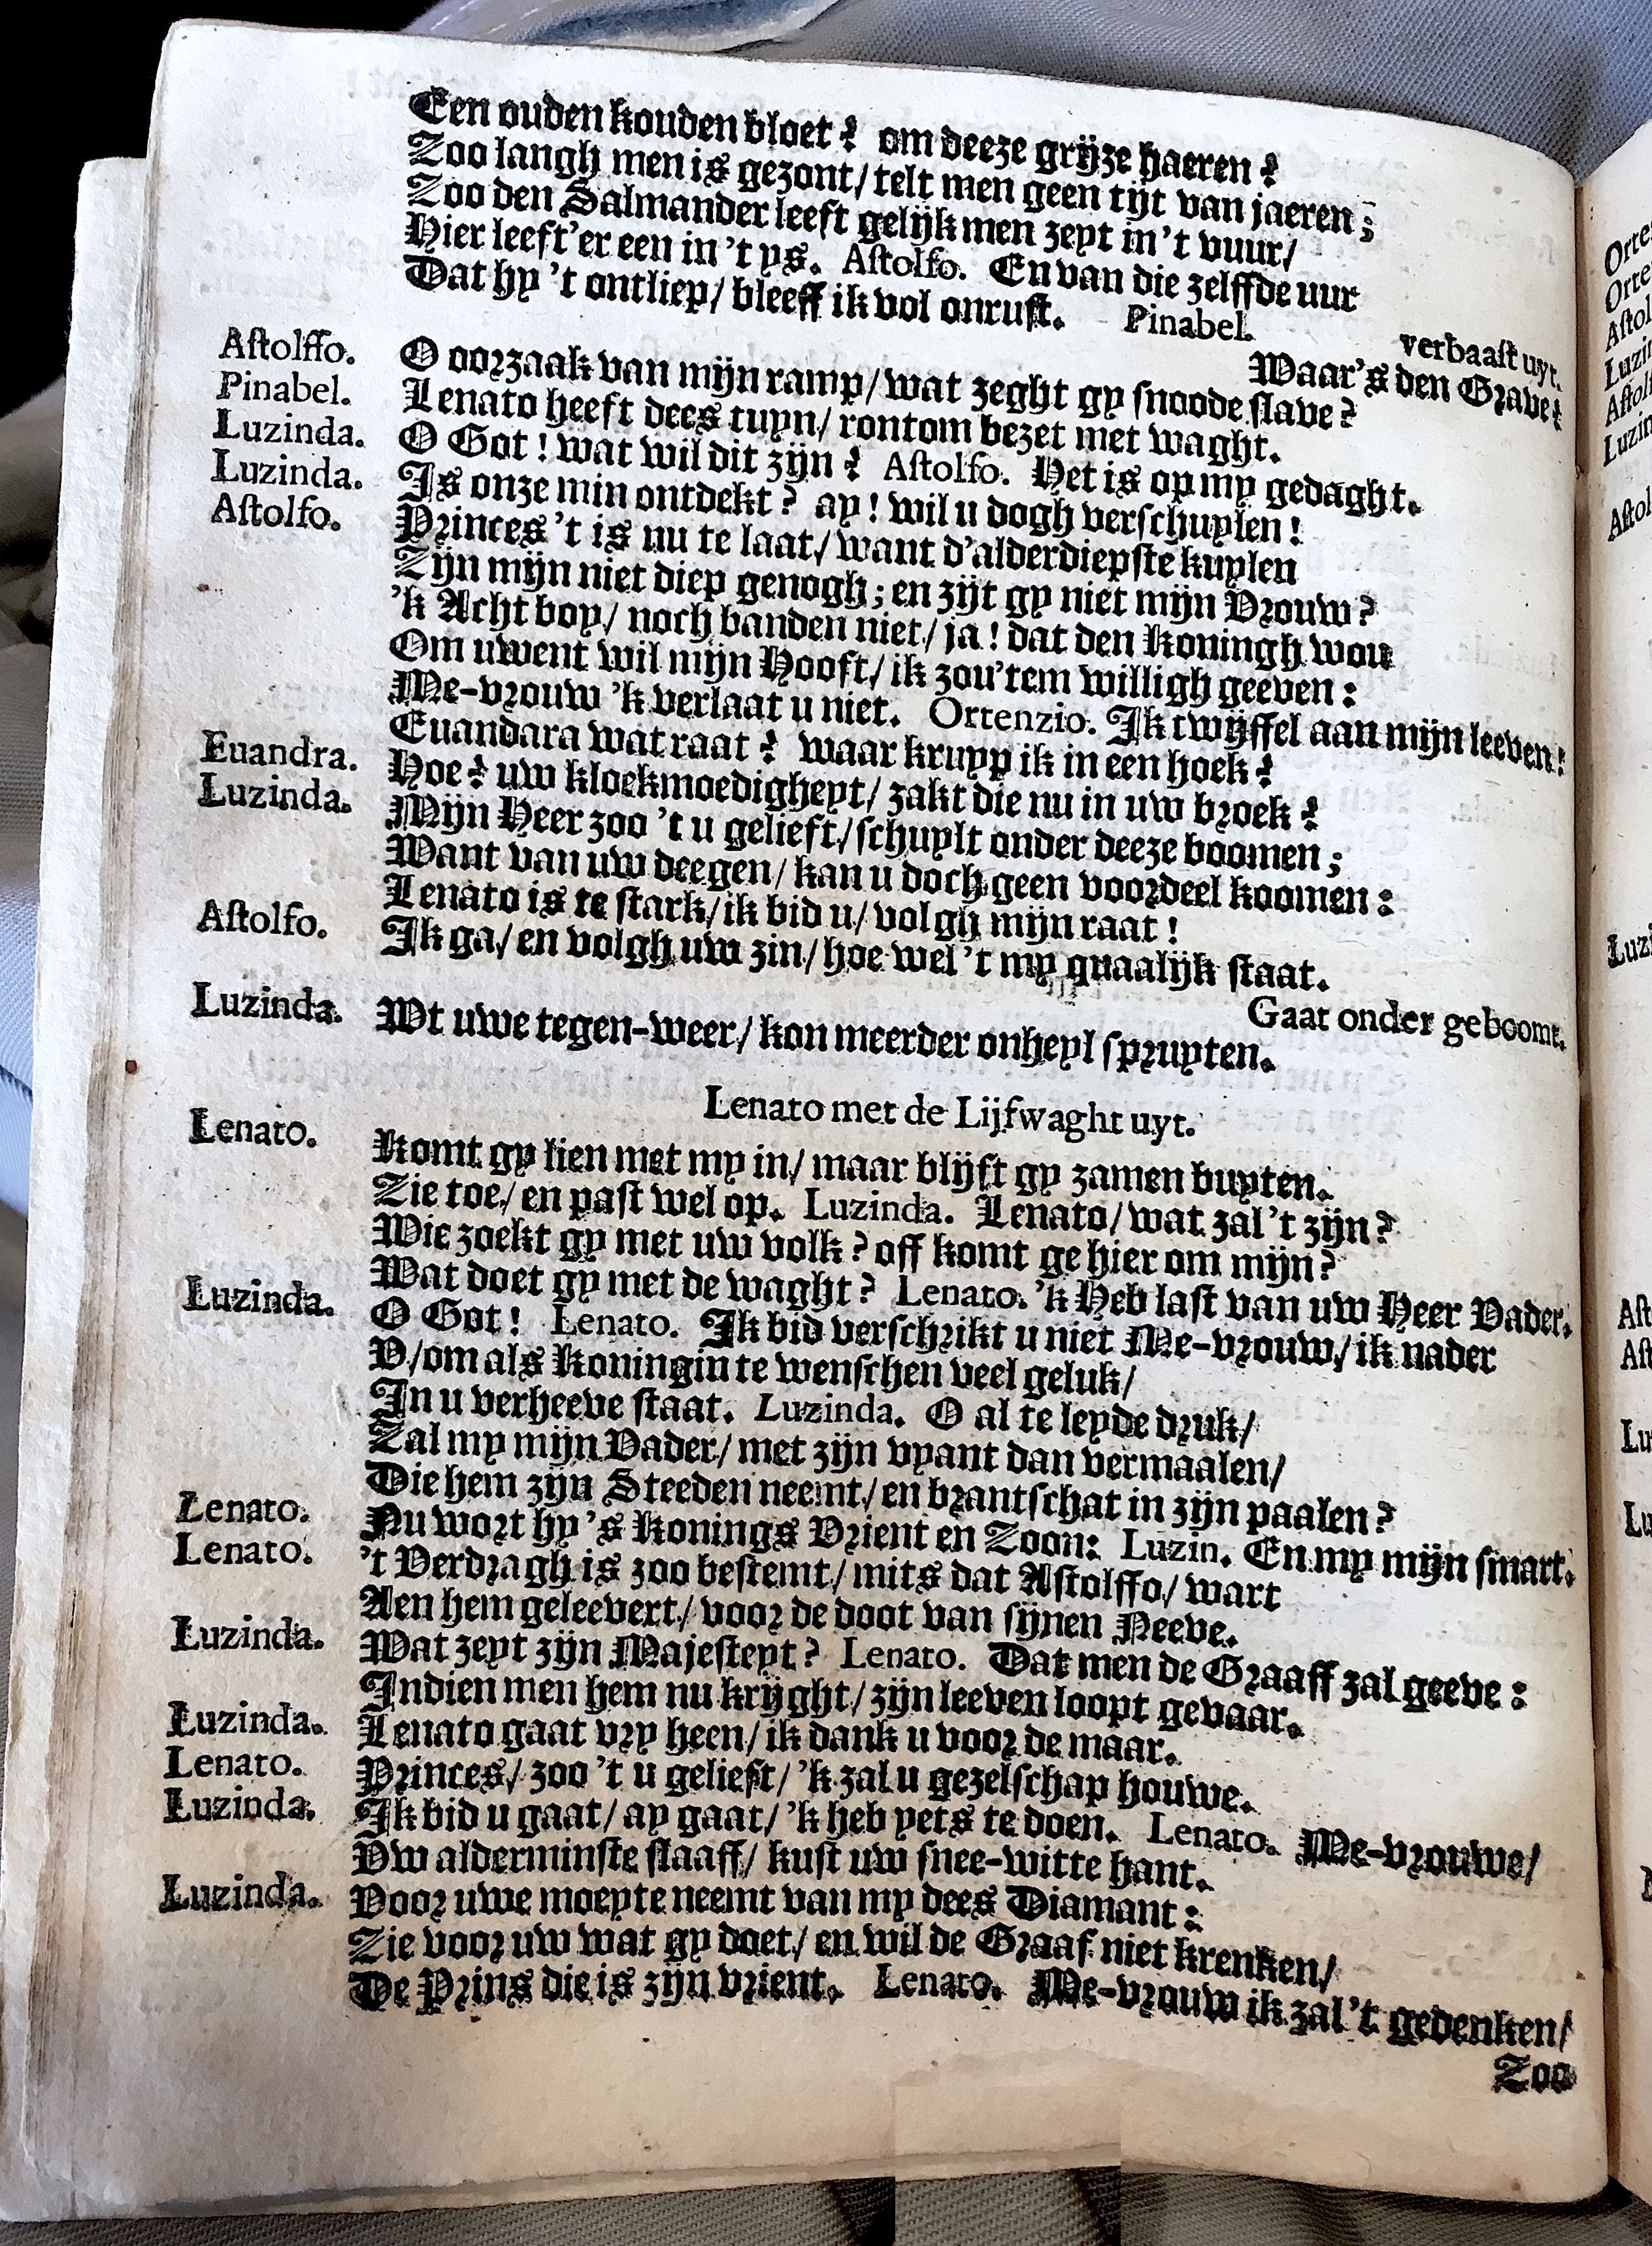 Een ouden kouden bloet? om deeze grijze haeren?
Zoo langh men is gezont/ telt men geen tijt van jaeren;
Zoo den Salmander leeft gelijk men zeyt in 't vuur/
Hier leeft'er een in 't ys. Astolfo. En van die zelffde uur
Dat hy 't ontliep/ bleeff ik vol onrust. Pinabel. verbaast uyt.
Waar's den Grave?
Astolffo. O oorzaak van mijn ramp/ wat zeght gy snoode slave?
Pinabel. Lenato heeft dees tuyn/ rontom bezet met waght.
Luzinda. O Got! wat wil dit zijn? Astolfo. Het is op my gedaght.
Luzinda. Is onze min ontdekt? ay! wil u dogh verschuylen!
Astolfo. Princes 't is nu te laat/ want d'alderdiepste kuylen
Zijn mijn niet diep genogh; en zijt gy niet mijn Vrouw?
'k Acht boy/ noch banden niet/ ja! dat den Koningh wou
Om uwent wil mijn Hooft/ ik zou'tem willigh geeven:
Me-vrouw 'k verlaat u niet. Ortenzio. Ik twijffel aan mijn leeven!
Euandara wat raat? waar kruyp ik in een hoek?
Euandra. Hoe? uw kloekmoedigheyt/ zakt die nu in uw broek?
Luzinda. Mijn Heer zoo 't u gelieft/ schuylt onder deeze boomen;
Want van uw deegen/ kan u doch geen voordeel koomen:
Lenato is te stark/ ik bid u/ volgh mijn raat!
Astolfo. Ik ga/ en volgh uw zin/ hoe wel 't my quaalijk staat.
Gaat onder geboomt.
Luzinda. Wt uwe tegen-weer/ kon meerder onheyl spruyten.
Lenato met de Lijfwaght uyt.
Lenato. Komt gy lien met my in/ maar blijft gy zamen buyten.
Zie toe/ en past wel op. Luzinda. Lenato/ wat zal 't zijn?
Wie zoekt gy met uw volk? off komt ge hier om mijn?
Wat doet gy met de waght? Lenato. 'k Heb last van uw Heer Vader.
Luzinda. O Got! Lenato. Ik bid verschrikt u niet Me-vrouw/ ik nader
V/ om als Koningin te wenschen veel geluk/
In u verheeve staat. Luzinda. O al te leyde druk/
Zal my mijn Vader/ met zijn vyant dan vermaalen/
Die hem zijn Steeden neemt/ en brantschat in zijn paalen?
Lenato. Nu wort hy 's Konings Vrient en Zoon: Luzin. En my mijn smart.
Lenato. 't Verdragh is zoo bestemt/ mits dat Astolffo/ wart
Aen hem geleevert/ voor de doot van sijnen Neeve.
Luzinda. Wat zeyt zijn Majesteyt? Lenato. Dat men de Graaff zal geeve:
Indien men hem nu krijght/ zijn leeven loopt gevaar.
Luzinda. Lenato gaat vry heen/ ik dank u voor de maar.
Lenato. Princes/ zoo 't u gelieft/ 'k zal u gezelschap houwe.
Luzinda. Ik bid u gaat/ ay gaat/ 'k heb yets te doen. Lenato. Me-vrouwe/
Vw alderminste slaaff/ kust uw snee-witte hant.
Luzinda. Voor uwe moeyte neemt van my dees Diamant:
Zie voor uw wat gy doet/ en wil de Graaf niet krenken/
De Prins die is zijn vrient. Lenato. Me-vrouw ik zal 't gedenken/
Zoo